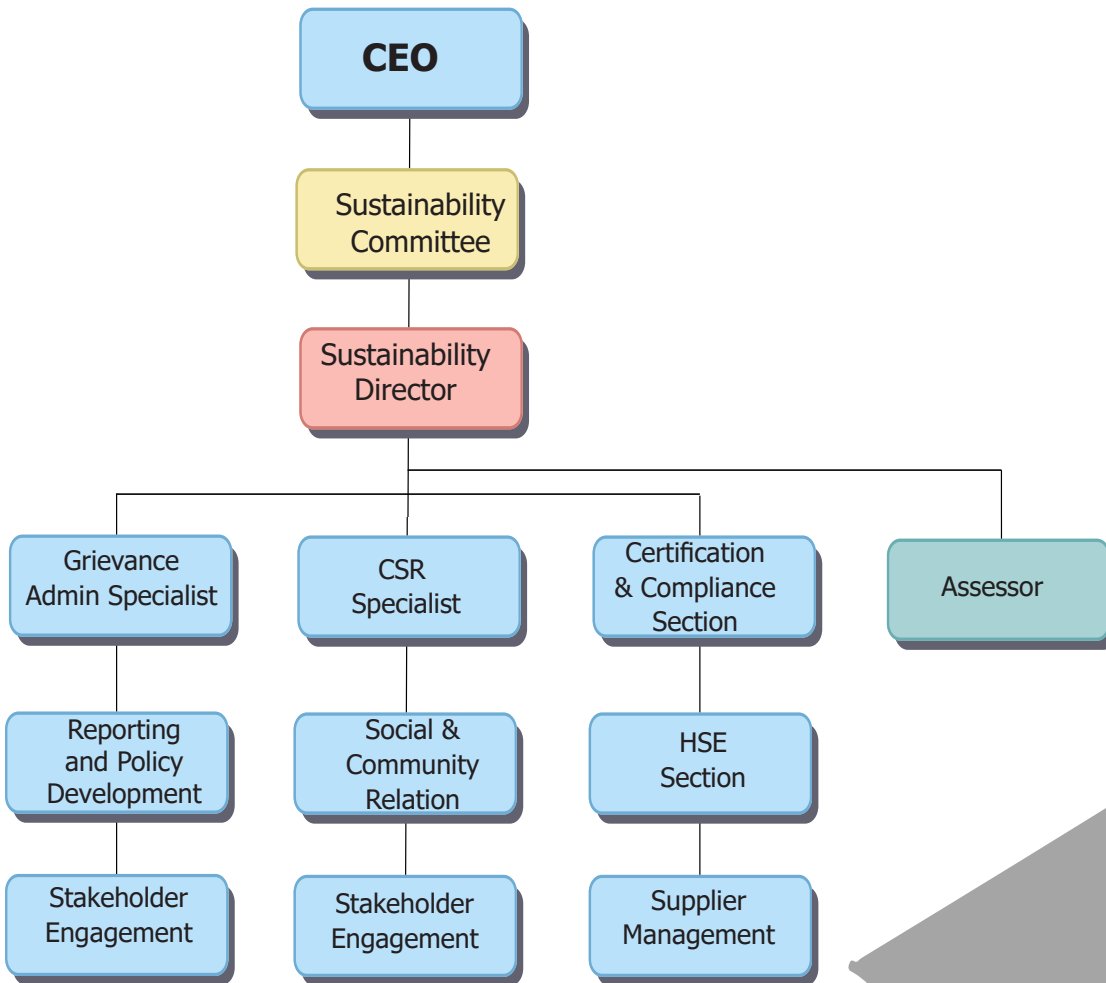 CEO
Sustainability
Committee
Sustainability
Director
Grievance
Admin Specialist
CSR
Specialist
Certification
& Compliance
Section
Assessor
Reporting
and Policy
Development
Social &
Community
Relation
HSE
Section
Stakeholder
Engagement
Stakeholder
Engagement
Supplier
Management